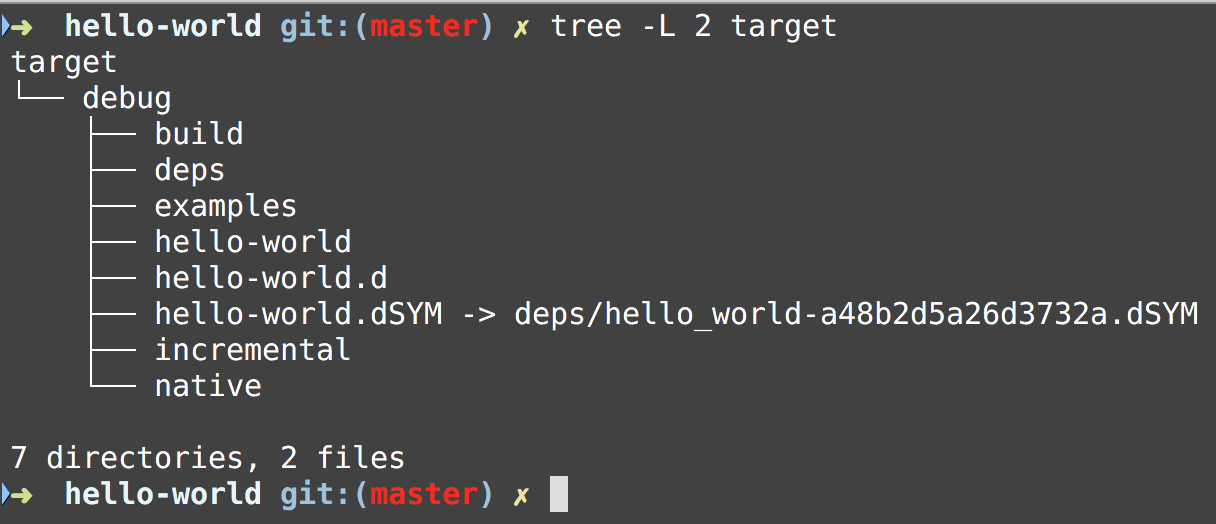 ➜  hello-world git:(master) ✗ tree -L 2 target
target
└── debug
    ├── build
    ├── deps
    ├── examples
    ├── hello-world
    ├── hello-world.d
    ├── hello-world.dSYM -> deps/hello_world-a48b2d5a26d3732a.dSYM
    ├── incremental
    └── native
7 directories, 2 files
➜  hello-world git:(master) ✗